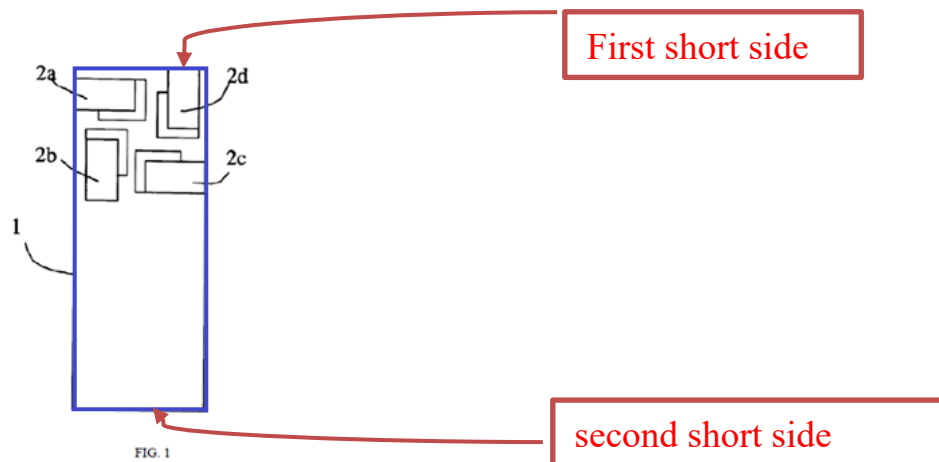 First short side
2a
2d
2b
2c
1
second short side
FIG. 1